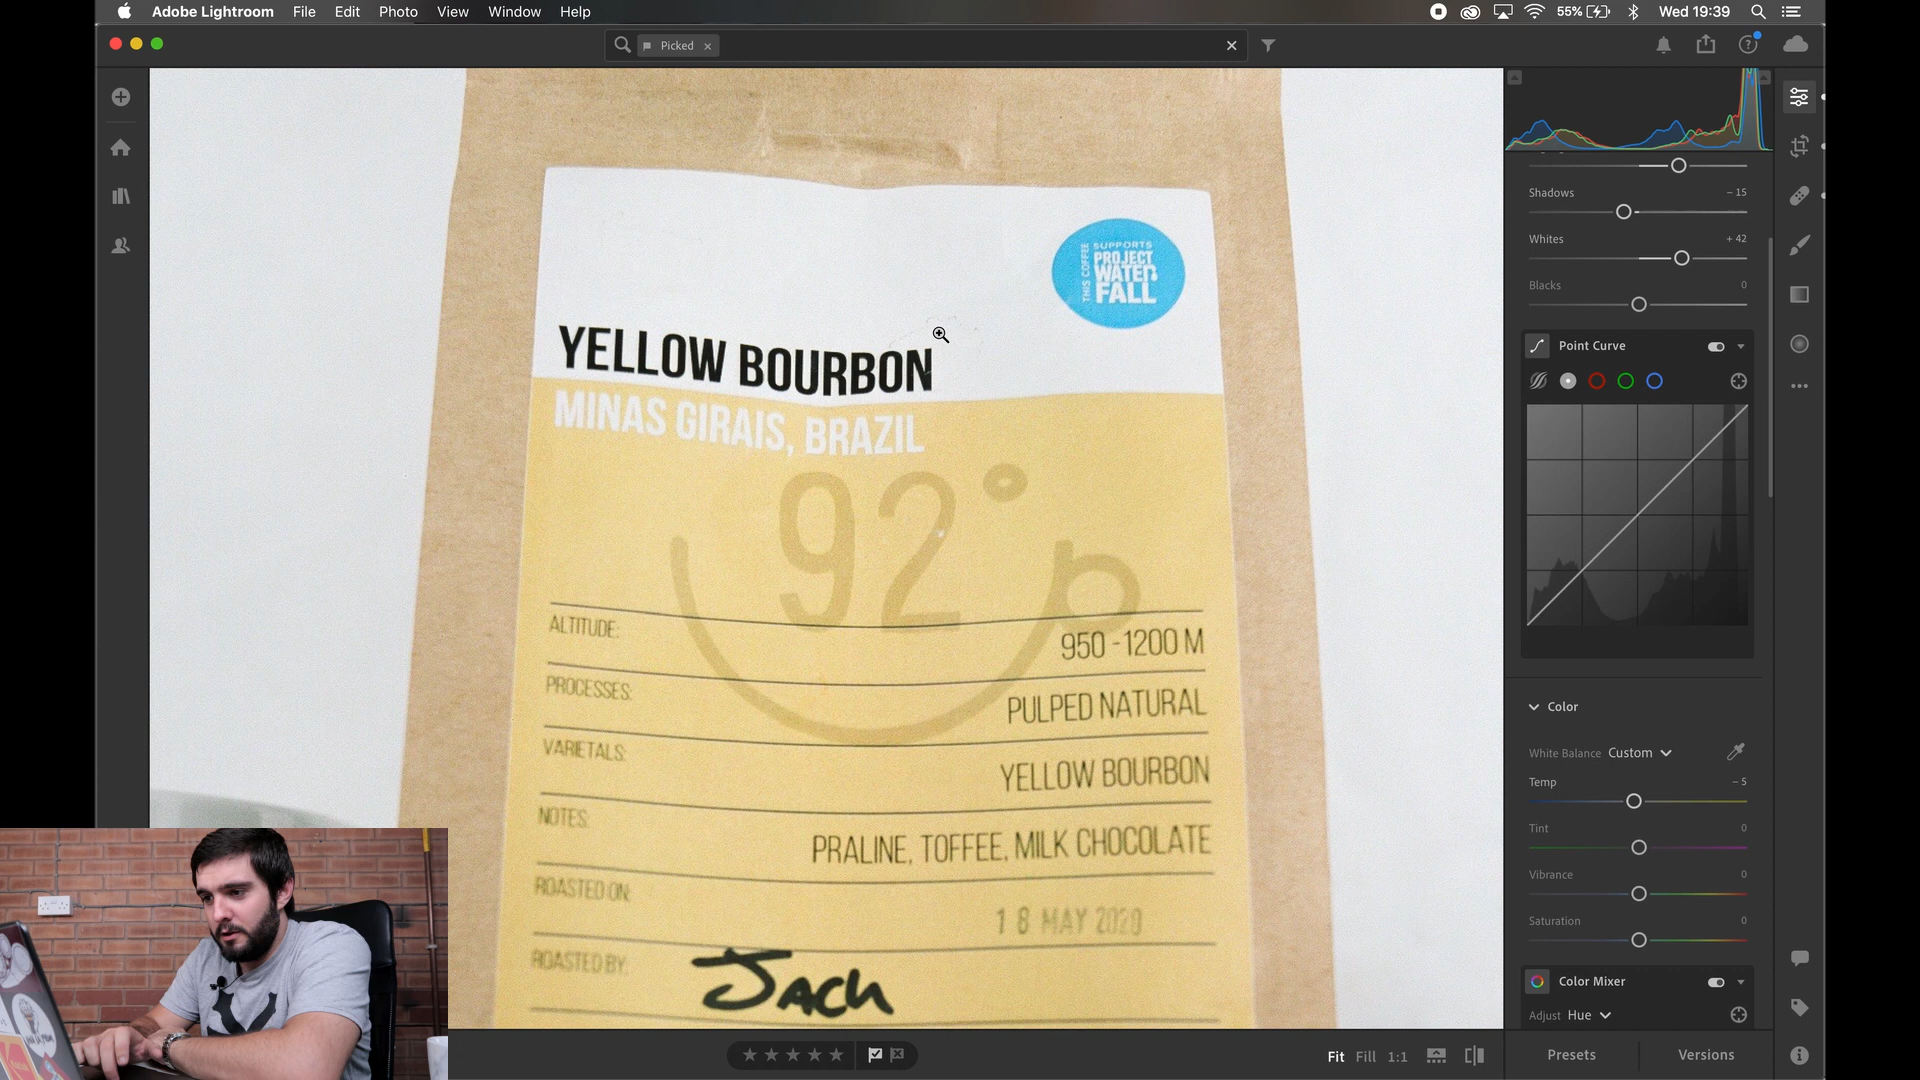 Adobe Lightroom File Edit Photo View Window Help
55% Wed 19:39
Picked
THIS COFFEE
SUPPORTS
PROJECT
WATER
FALL
YELLOW BOURBON
MINAS GIRAIS, BRAZIL
92°
ALTITUDE: 950 - 1200 M
PROCESSES: PULPED NATURAL
VARIETALS: YELLOW BOURBON
NOTES: PRALINE, TOFFEE, MILK CHOCOLATE
ROASTED ON: 18 MAY 2020
ROASTED BY: JACK
Shadows - 15
Whites + 42
Blacks 0
Point Curve
Color
White Balance Custom
Temp - 5
Tint 0
Vibrance 0
Saturation 0
Color Mixer
Adjust Hue
Fit Fill 1:1
Presets Versions